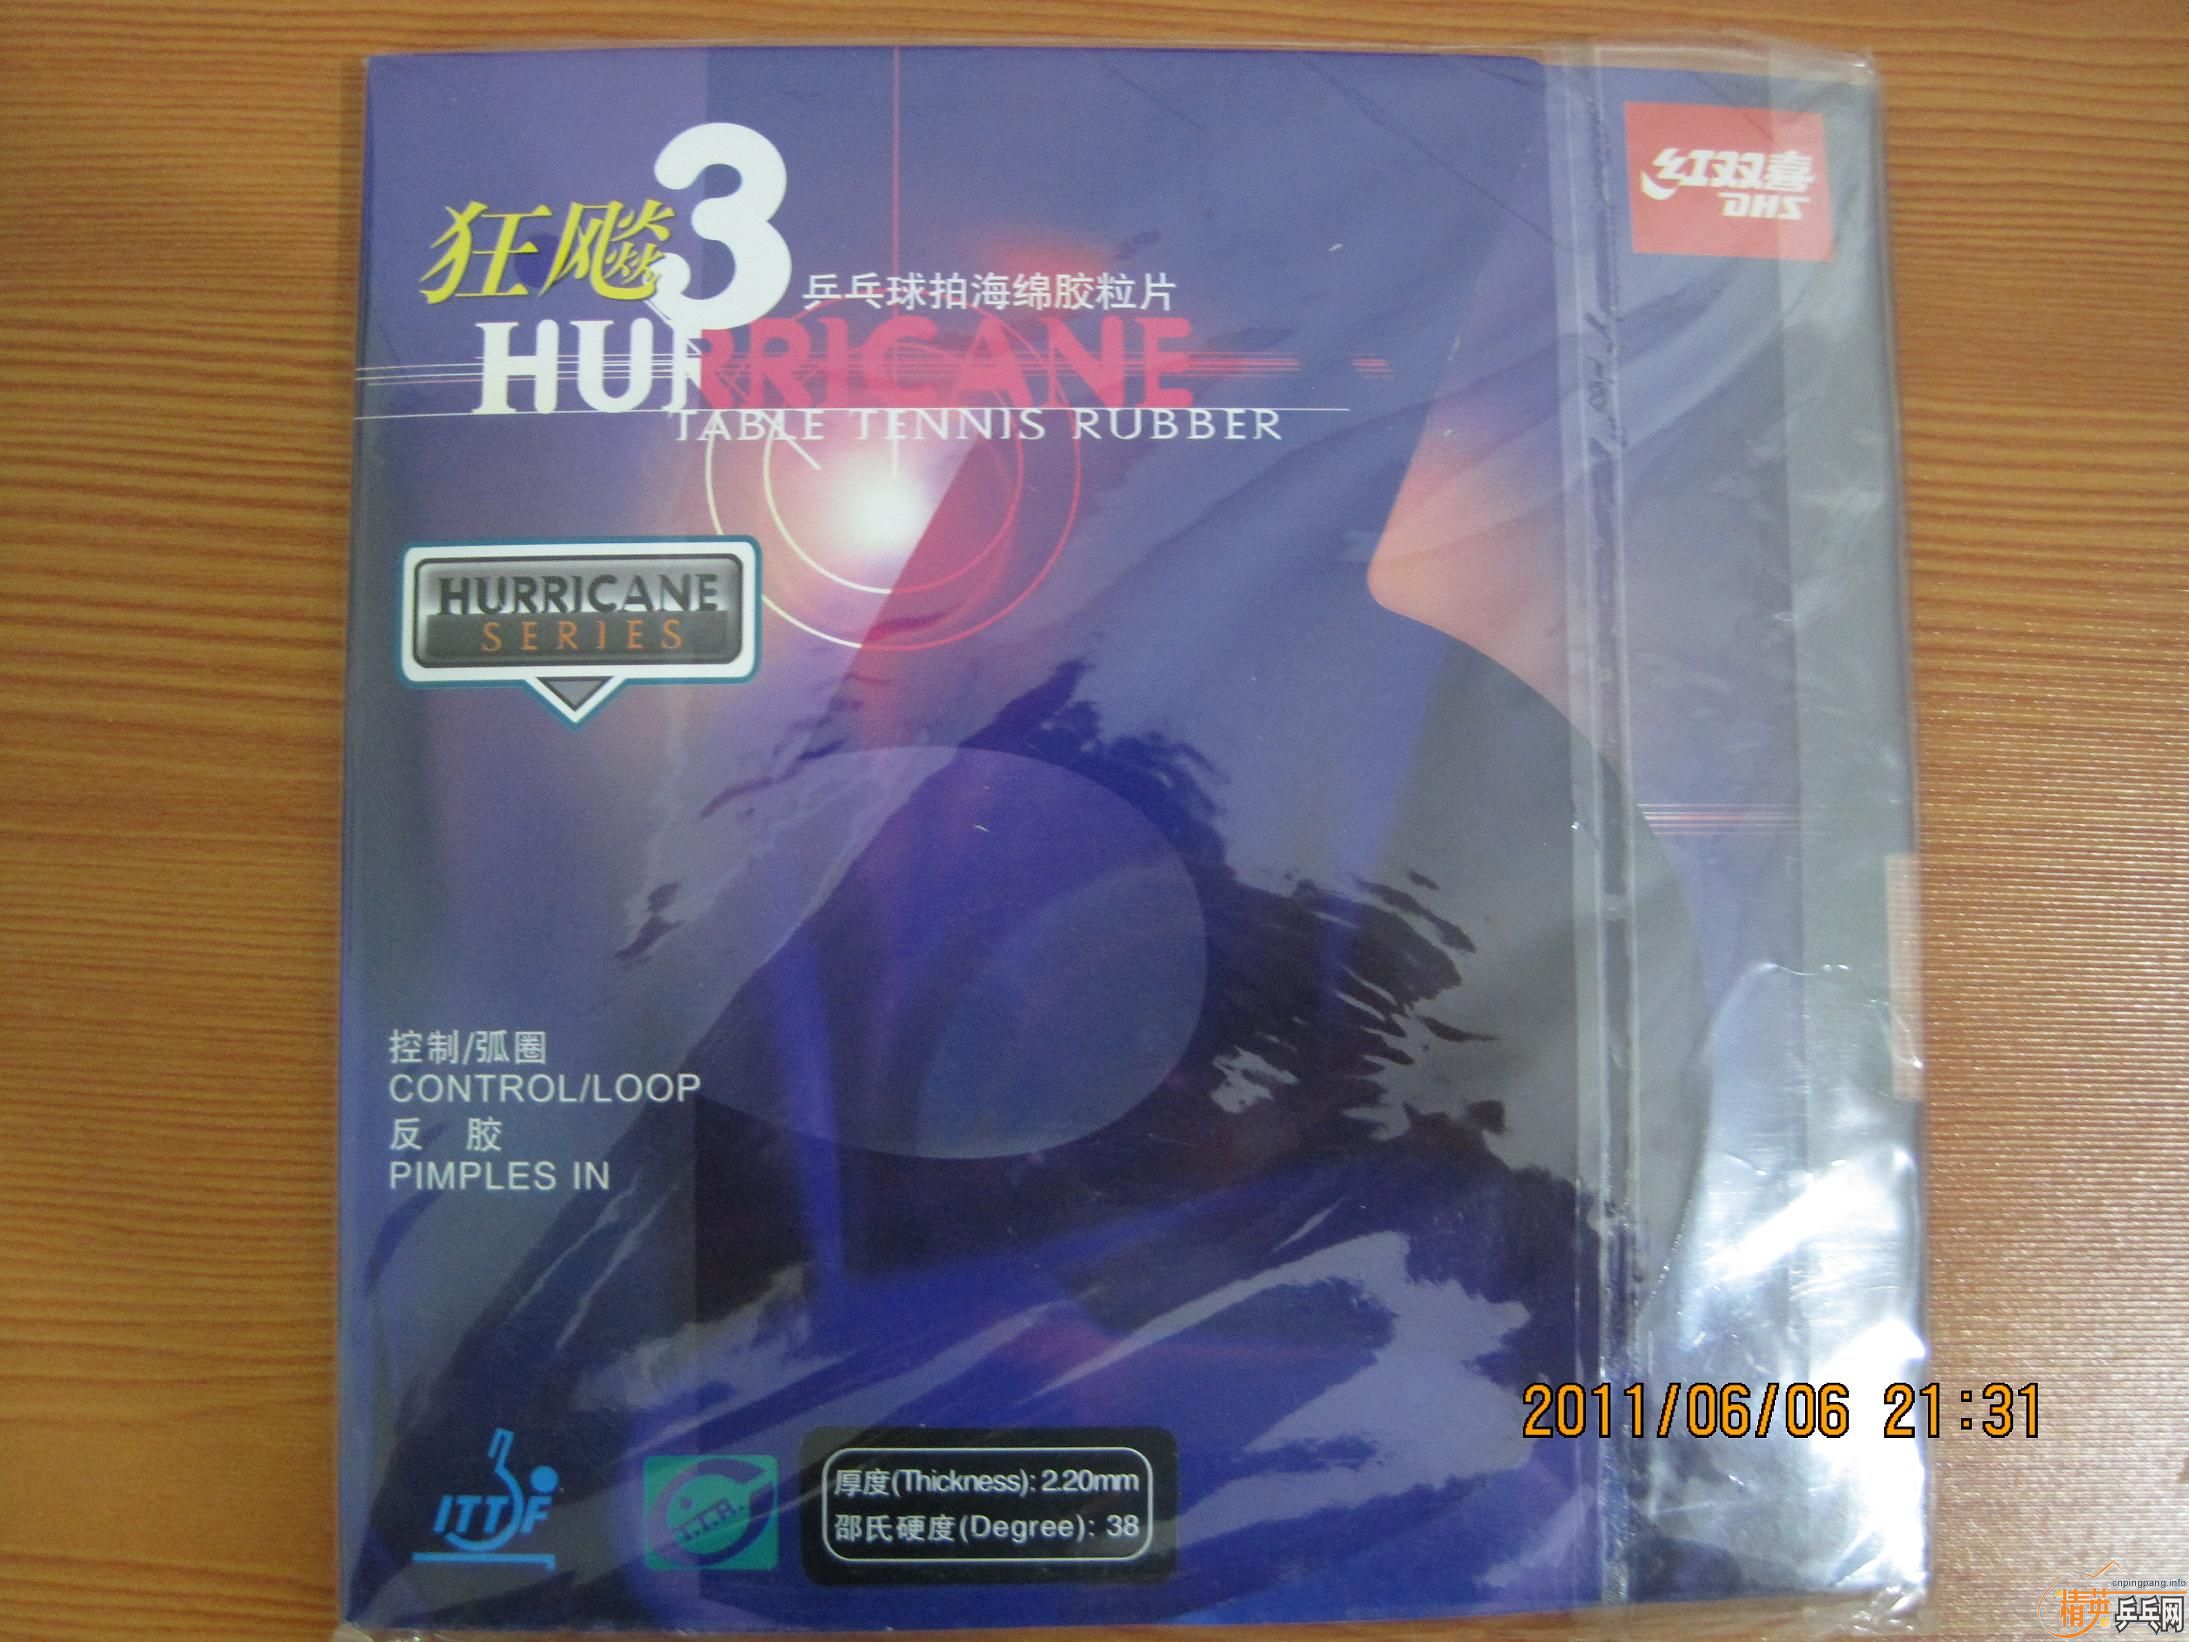 红双喜
DHS
狂飚3
乒乓球拍海绵胶粒片
HURRICANE
TABLE TENNIS RUBBER
HURRICANE
SERIES
控制/弧圈
CONTROL/LOOP
反 胶
PIMPLES IN
2011/06/06 21:31
ITTF
C.T.T.A.
厚度(Thickness): 2.20mm
邵氏硬度(Degree): 38
cnpingpang.info
精英乒乓网